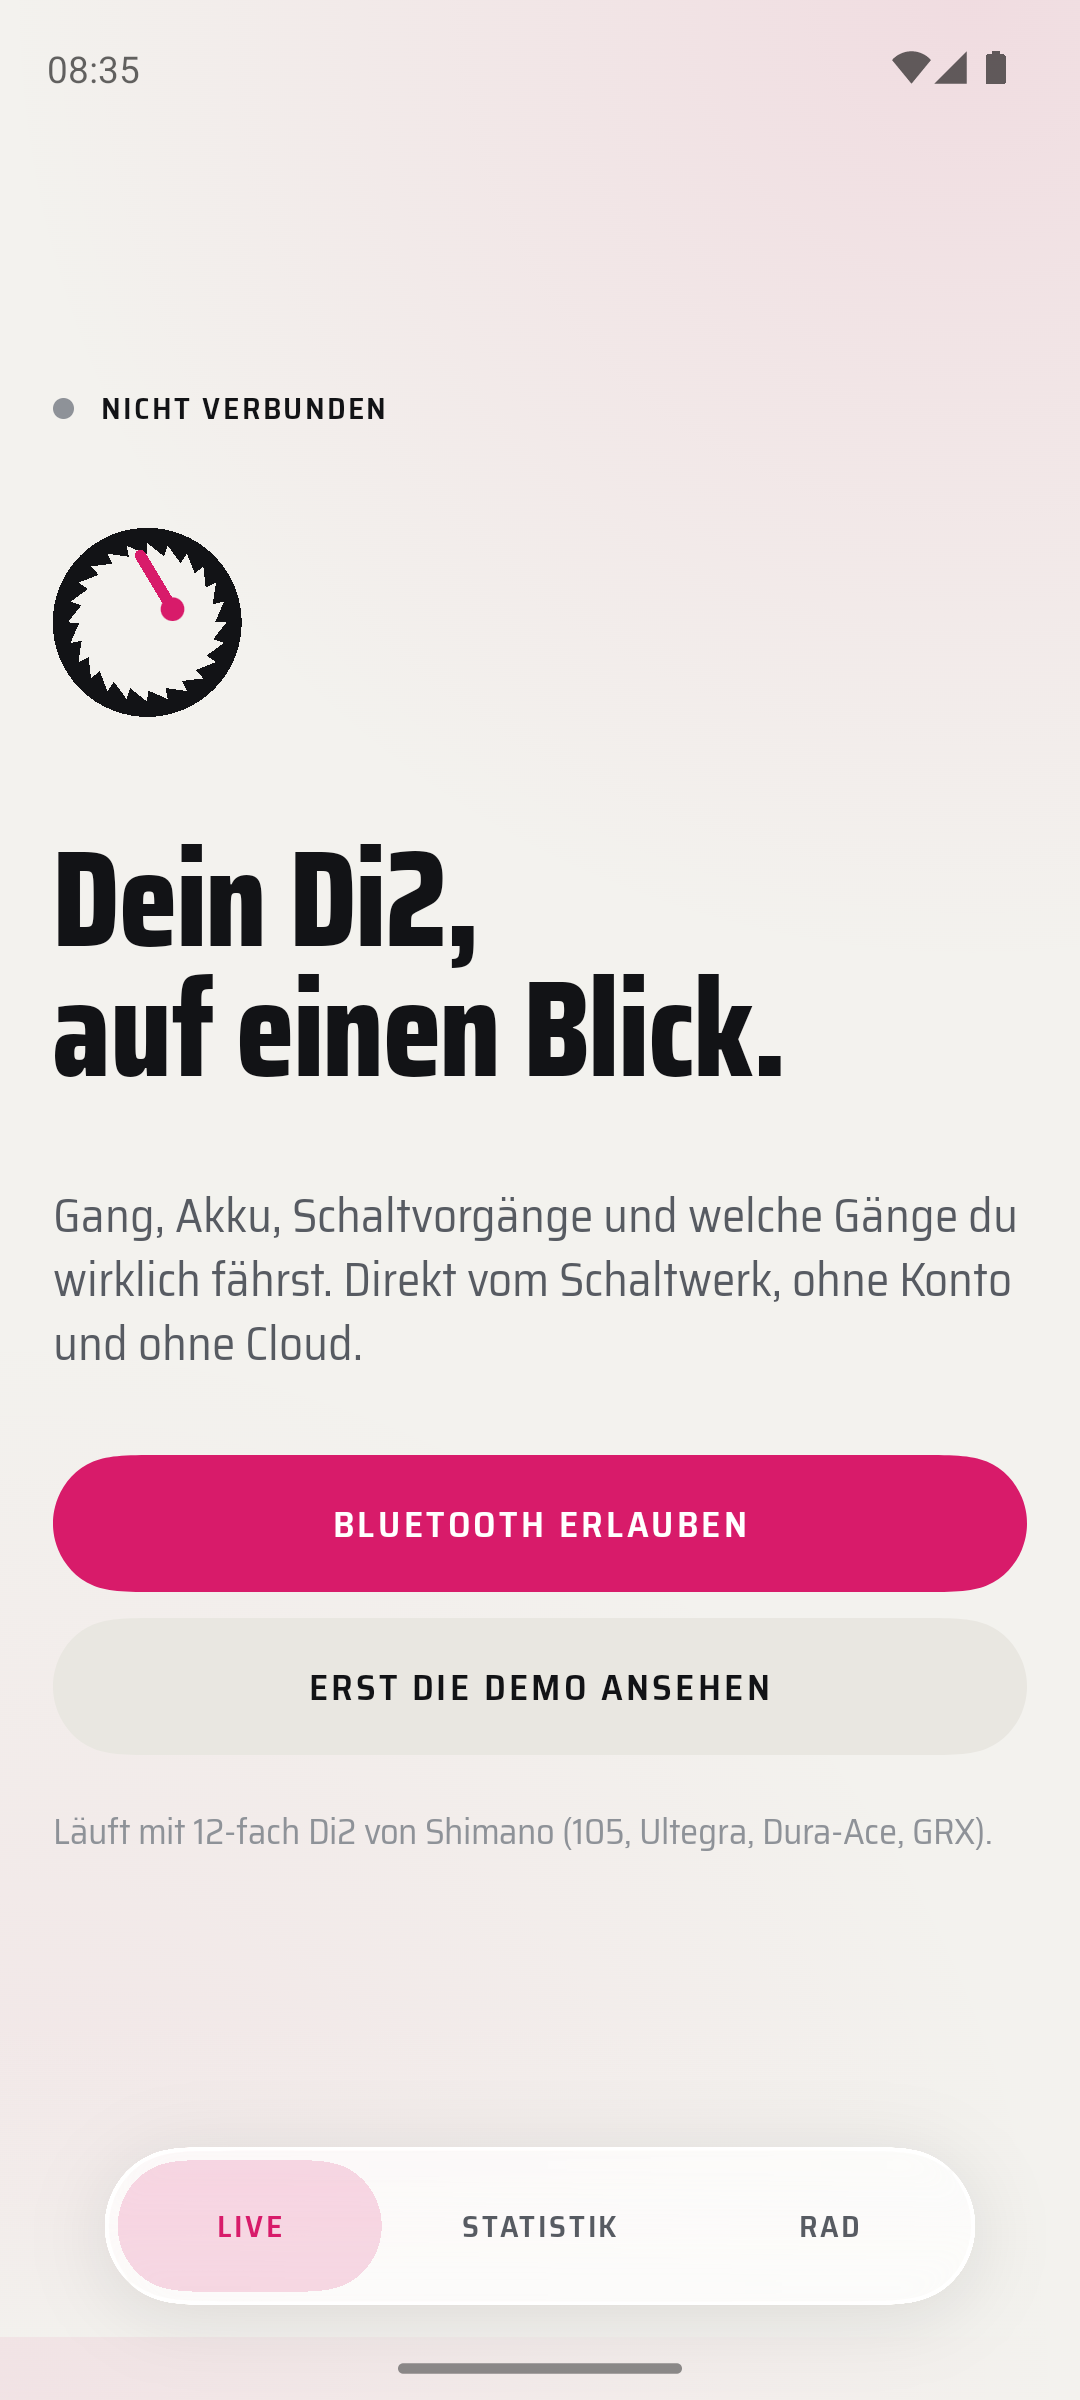 08:35
NICHT VERBUNDEN
Dein Di2,
auf einen Blick.
Gang, Akku, Schaltvorgänge und welche Gänge du
wirklich fährst. Direkt vom Schaltwerk, ohne Konto
und ohne Cloud.
BLUETOOTH ERLAUBEN
ERST DIE DEMO ANSEHEN
Läuft mit 12-fach Di2 von Shimano (105, Ultegra, Dura-Ace, GRX).
LIVE STATISTIK RAD